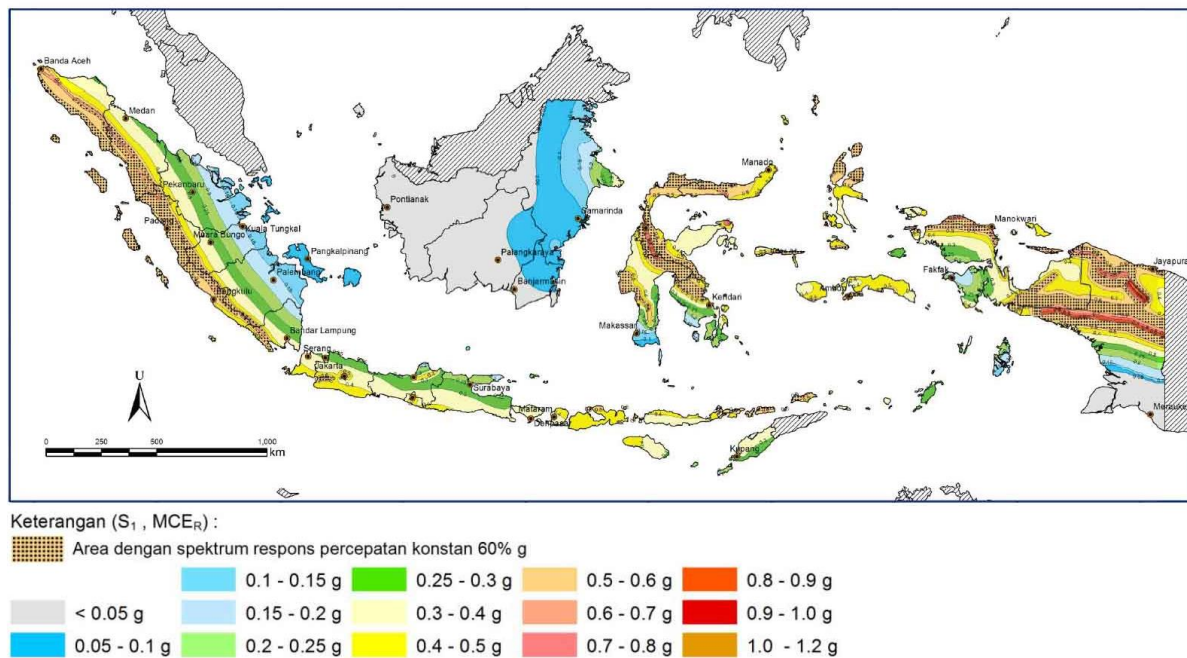 Banda Aceh
Medan
Pekanbaru
Padang
Muara Bungo
Kuala Tungkal
Pangkalpinang
Palembang
Bengkulu
Bandar Lampung
Serang
Jakarta
Surabaya
Mataram
Denpasar
Kupang
Pontianak
Palangkaraya
Samarinda
Banjarmasin
Manado
Makassar
Kendari
Ambon
Fakfak
Manokwari
Jayapura
Merauke
U
0 250 500 1,000
km
Keterangan (S₁ , MCE_R) :
Area dengan spektrum respons percepatan konstan 60% g
0.1 - 0.15 g 0.25 - 0.3 g 0.5 - 0.6 g 0.8 - 0.9 g
< 0.05 g 0.15 - 0.2 g 0.3 - 0.4 g 0.6 - 0.7 g 0.9 - 1.0 g
0.05 - 0.1 g 0.2 - 0.25 g 0.4 - 0.5 g 0.7 - 0.8 g 1.0 - 1.2 g